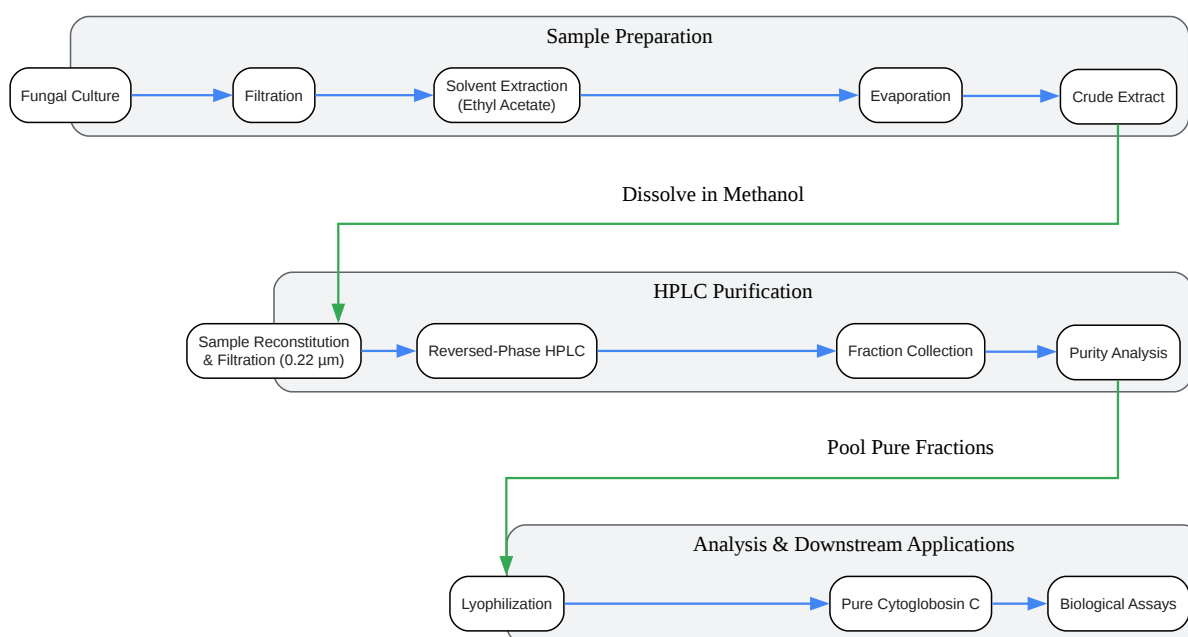 Sample Preparation
Fungal Culture
Filtration
Solvent Extraction
(Ethyl Acetate)
Evaporation
Crude Extract
Dissolve in Methanol
HPLC Purification
Sample Reconstitution
& Filtration (0.22 µm)
Reversed-Phase HPLC
Fraction Collection
Purity Analysis
Pool Pure Fractions
Analysis & Downstream Applications
Lyophilization
Pure Cytoglobosin C
Biological Assays